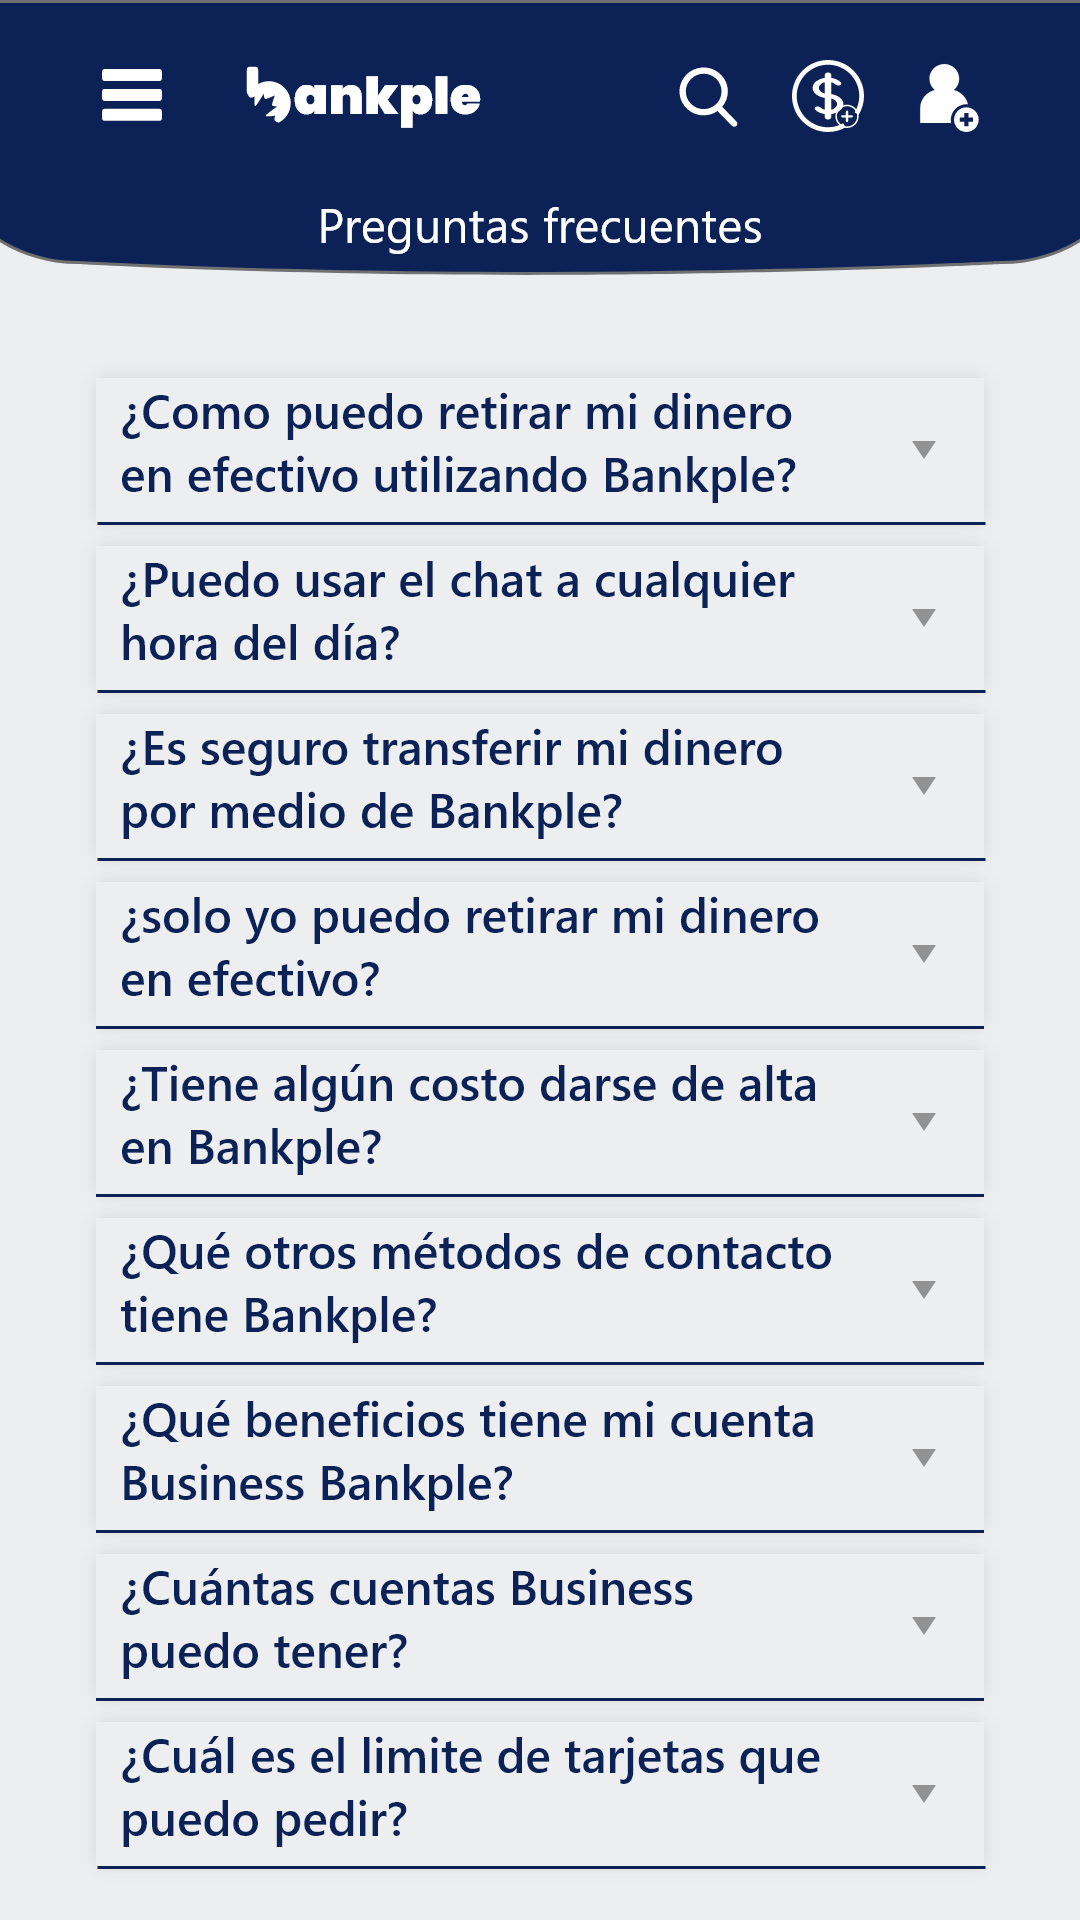 bankple
Preguntas frecuentes
¿Como puedo retirar mi dinero
en efectivo utilizando Bankple?
¿Puedo usar el chat a cualquier
hora del día?
¿Es seguro transferir mi dinero
por medio de Bankple?
¿solo yo puedo retirar mi dinero
en efectivo?
¿Tiene algún costo darse de alta
en Bankple?
¿Qué otros métodos de contacto
tiene Bankple?
¿Qué beneficios tiene mi cuenta
Business Bankple?
¿Cuántas cuentas Business
puedo tener?
¿Cuál es el limite de tarjetas que
puedo pedir?